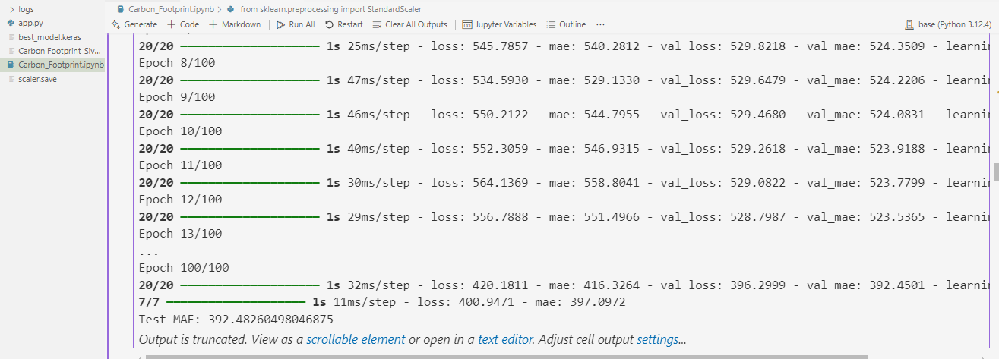 logs
app.py
best_model.keras
Carbon Footprint_Siv...
Carbon_Footprint.ipynb
scaler.save
Carbon_Footprint.ipynb > from sklearn.preprocessing import StandardScaler
Generate + Code + Markdown | Run All Restart Clear All Outputs | Jupyter Variables Outline ... base (Python 3.12.4)
20/20 ━━━━━━━━━━━━━━━━━━━━ 1s 25ms/step - loss: 545.7857 - mae: 540.2812 - val_loss: 529.8218 - val_mae: 524.3509 - learnin
Epoch 8/100
20/20 ━━━━━━━━━━━━━━━━━━━━ 1s 47ms/step - loss: 534.5930 - mae: 529.1330 - val_loss: 529.6479 - val_mae: 524.2206 - learnin
Epoch 9/100
20/20 ━━━━━━━━━━━━━━━━━━━━ 1s 46ms/step - loss: 550.2122 - mae: 544.7955 - val_loss: 529.4680 - val_mae: 524.0831 - learnin
Epoch 10/100
20/20 ━━━━━━━━━━━━━━━━━━━━ 1s 40ms/step - loss: 552.3059 - mae: 546.9315 - val_loss: 529.2618 - val_mae: 523.9188 - learnin
Epoch 11/100
20/20 ━━━━━━━━━━━━━━━━━━━━ 1s 30ms/step - loss: 564.1369 - mae: 558.8041 - val_loss: 529.0822 - val_mae: 523.7799 - learnin
Epoch 12/100
20/20 ━━━━━━━━━━━━━━━━━━━━ 1s 29ms/step - loss: 556.7888 - mae: 551.4966 - val_loss: 528.7987 - val_mae: 523.5365 - learnin
Epoch 13/100
...
Epoch 100/100
20/20 ━━━━━━━━━━━━━━━━━━━━ 1s 32ms/step - loss: 420.1811 - mae: 416.3264 - val_loss: 396.2999 - val_mae: 392.4501 - learnin
7/7 ━━━━━━━━━━━━━━━━━━━━ 1s 11ms/step - loss: 400.9471 - mae: 397.0972
Test MAE: 392.48260498046875
Output is truncated. View as a scrollable element or open in a text editor. Adjust cell output settings...